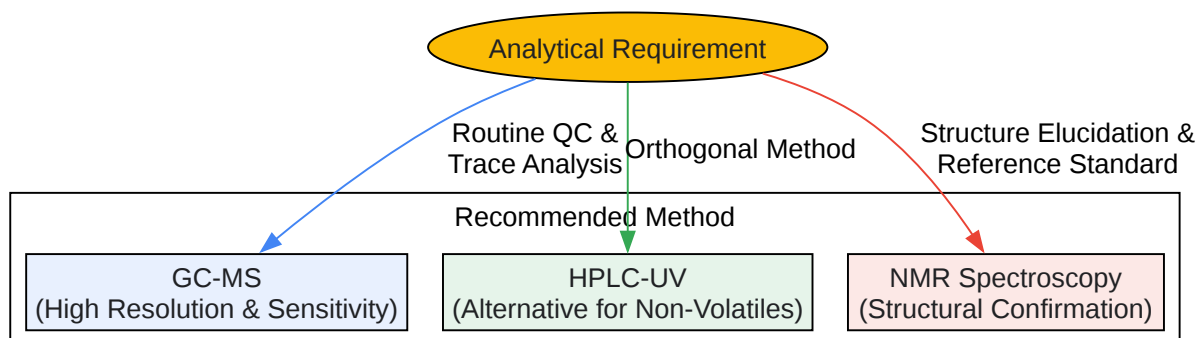 Analytical Requirement
Routine QC &
Trace Analysis
Orthogonal Method
Structure Elucidation &
Reference Standard
Recommended Method
GC-MS
(High Resolution & Sensitivity)
HPLC-UV
(Alternative for Non-Volatiles)
NMR Spectroscopy
(Structural Confirmation)